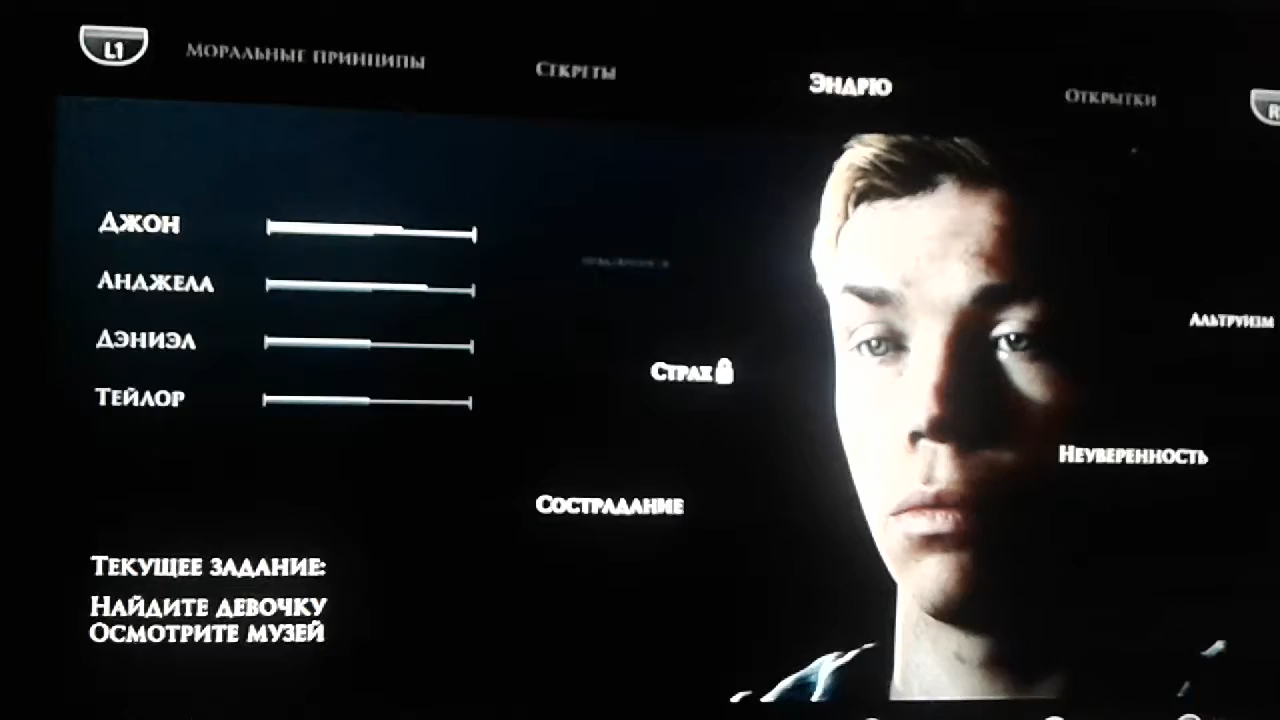 L1
Моральные принципы
Секреты
Эндрю
Открытки
R
Джон
Анджела
Дэниэл
Тейлор
Страх
Альтруизм
Неуверенность
Сострадание
Текущее задание:
Найдите девочку
Осмотрите музей